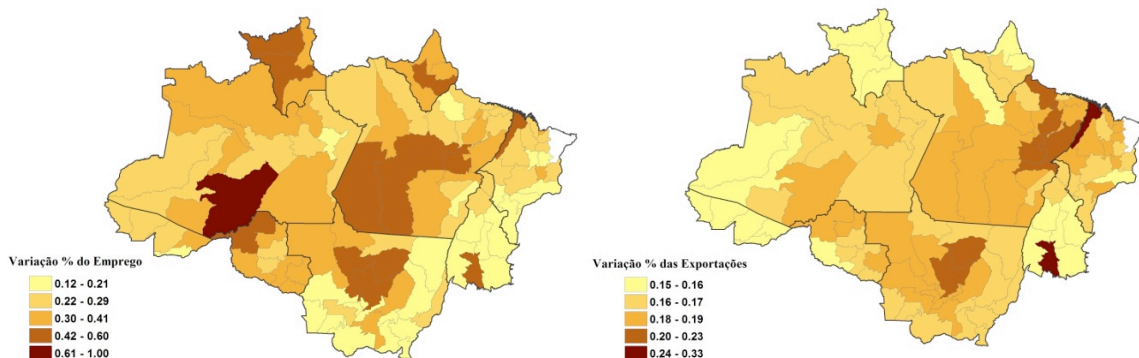 Variação % do Emprego
0.12 - 0.21
0.22 - 0.29
0.30 - 0.41
0.42 - 0.60
0.61 - 1.00
Variação % das Exportações
0.15 - 0.16
0.16 - 0.17
0.18 - 0.19
0.20 - 0.23
0.24 - 0.33